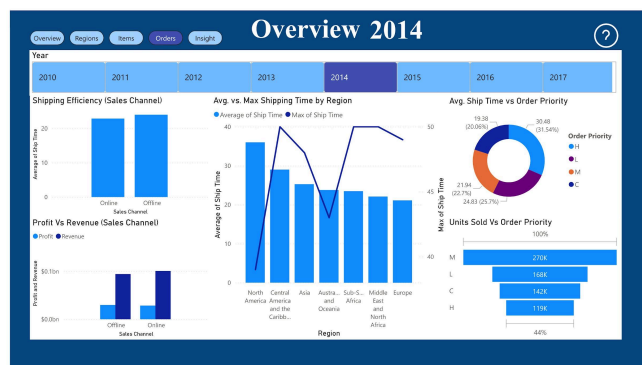 Overview 2014
Overview Regions Items Orders Insight
?
Year
2010 2011 2012 2013 2014 2015 2016 2017
Shipping Efficiency (Sales Channel)
Average of Ship Time
20
10
0
Online Offline
Sales Channel
Profit Vs Revenue (Sales Channel)
Profit Revenue
Profit and Revenue
$0.1bn
$0.0bn
Offline Online
Sales Channel
Avg. vs. Max Shipping Time by Region
Average of Ship Time Max of Ship Time
Average of Ship Time
40
30
20
10
0
50
45
40
Max of Ship Time
North America
Central America and the Caribb...
Asia
Austra... and Oceania
Sub-S... Africa
Middle East and North Africa
Europe
Region
Avg. Ship Time vs Order Priority
19.38 (20.06%)
30.48 (31.54%)
21.94 (22.7%)
24.83 (25.7%)
Order Priority
H
L
M
C
Units Sold Vs Order Priority
100%
M 270K
L 168K
C 142K
H 119K
44%